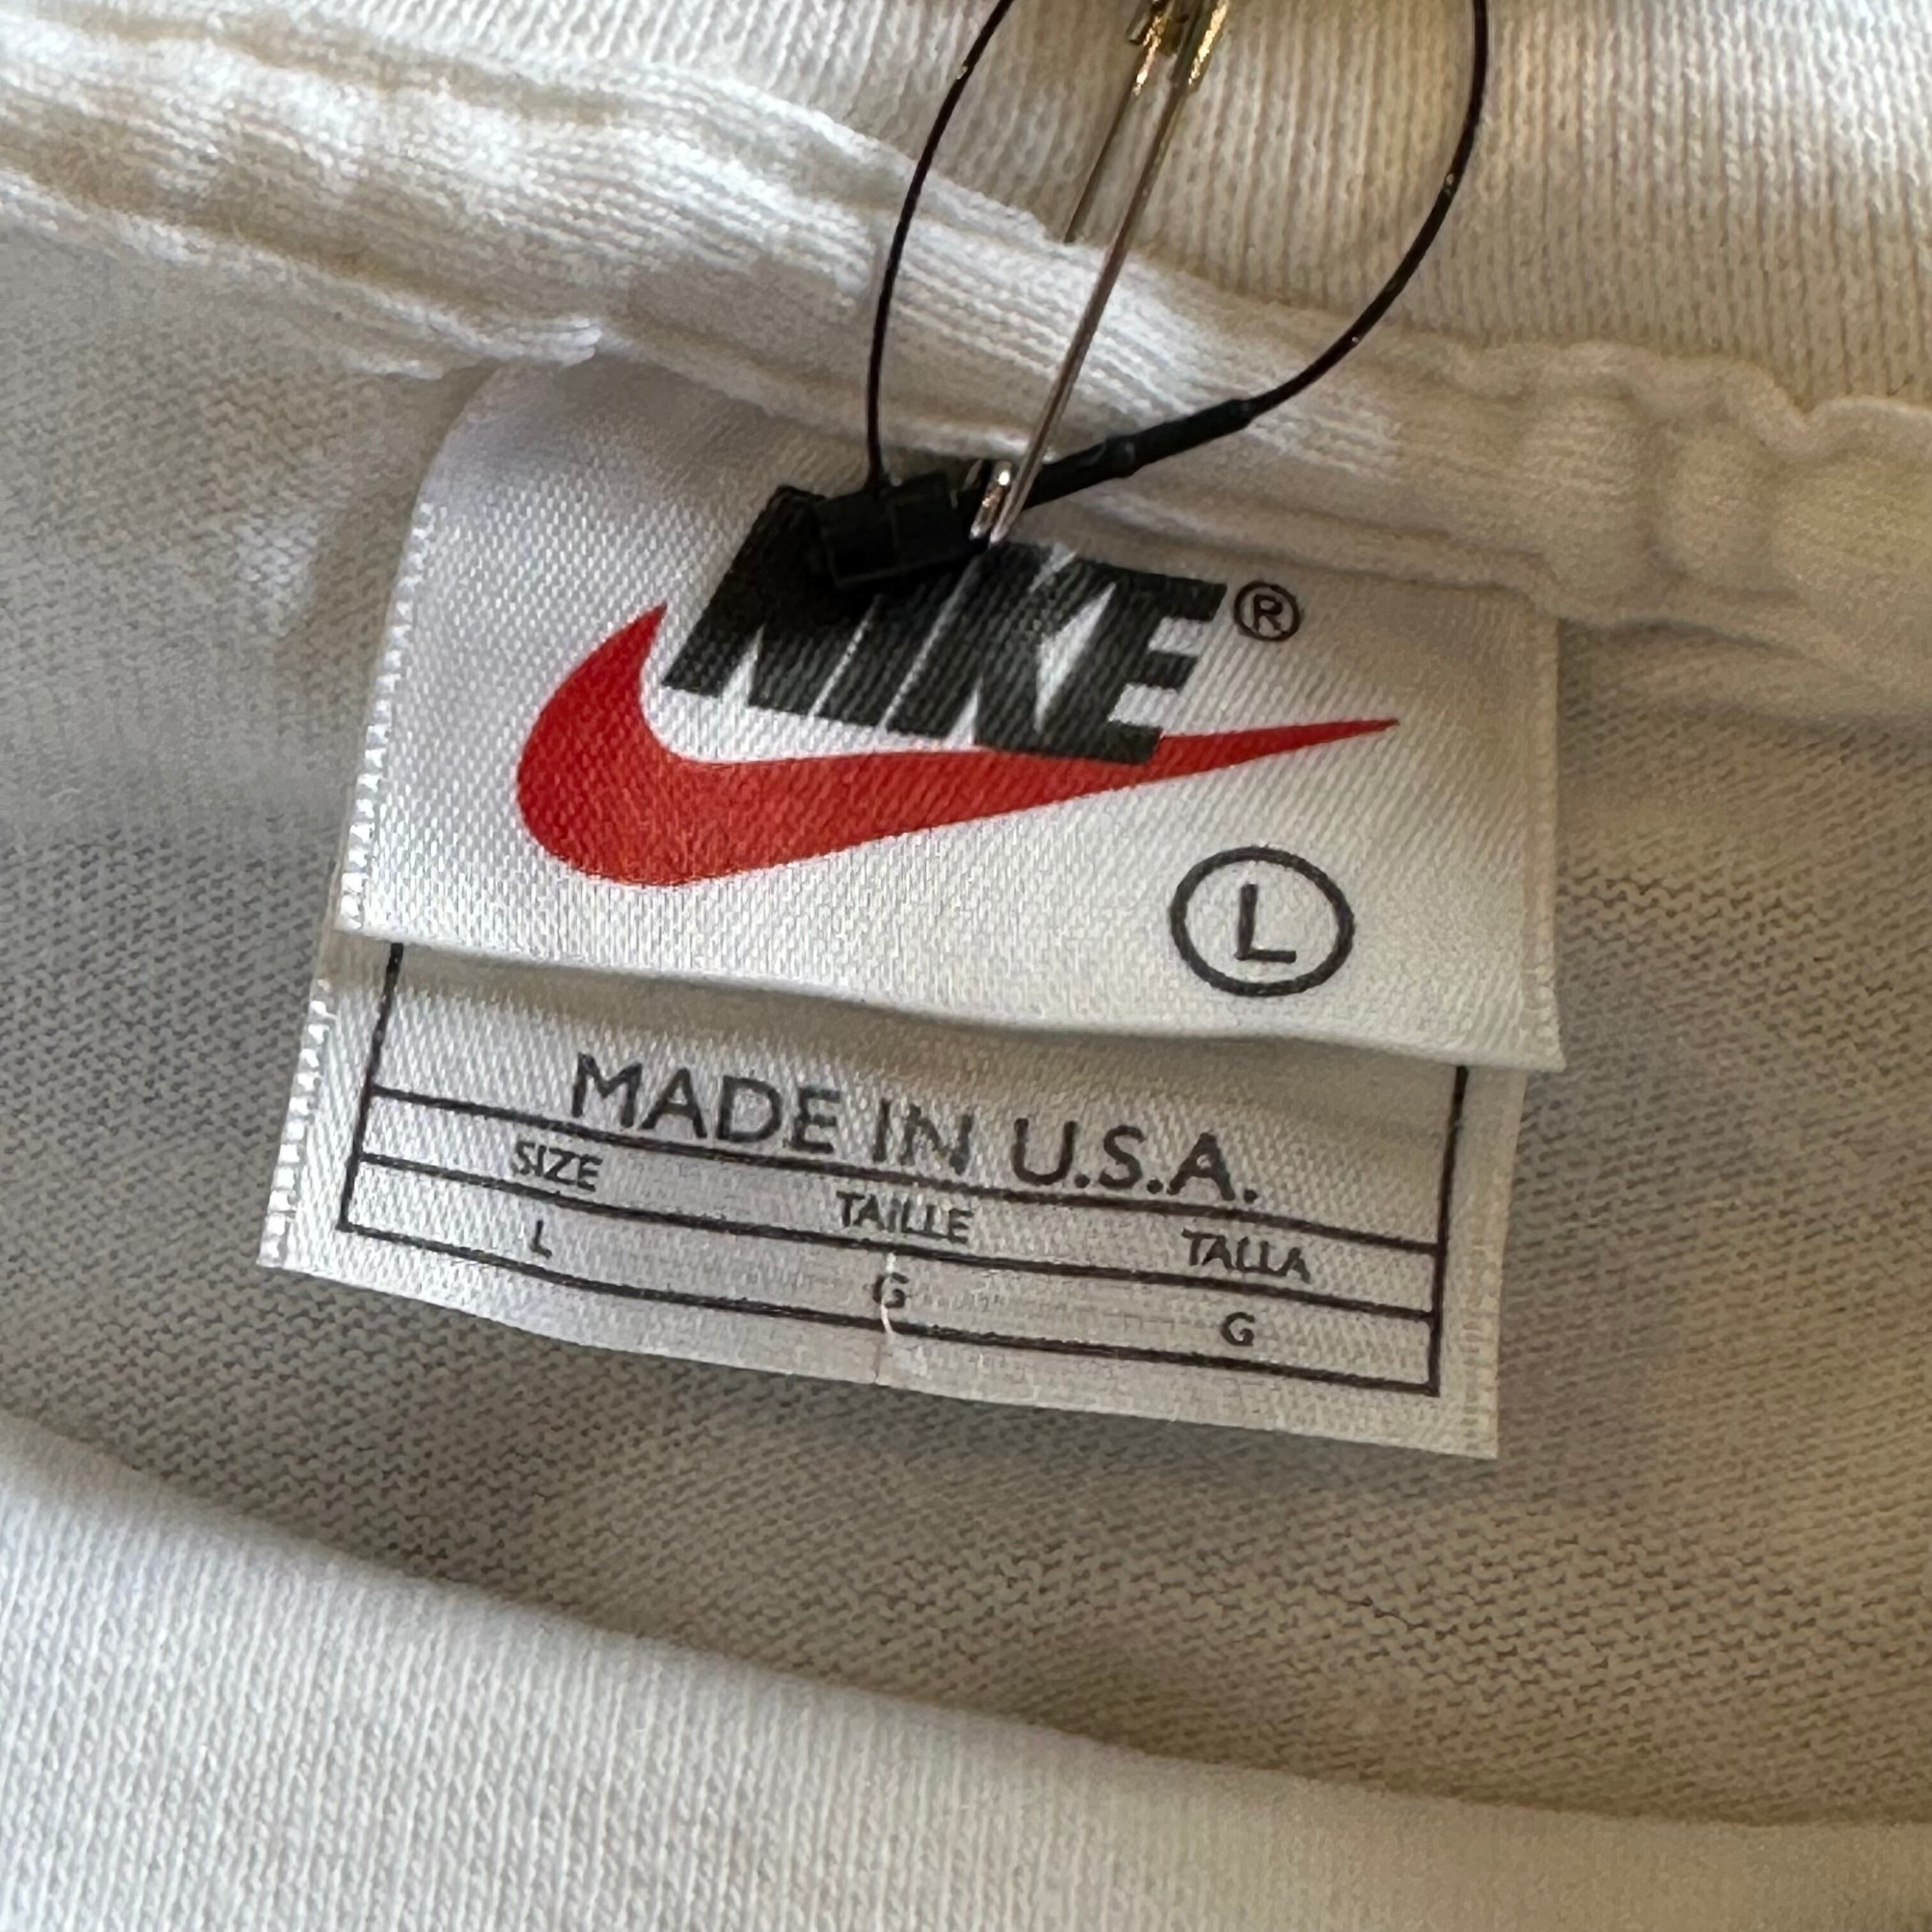 NIKE®
L
MADE IN U.S.A.
SIZE TAILLE TALLA
L G G